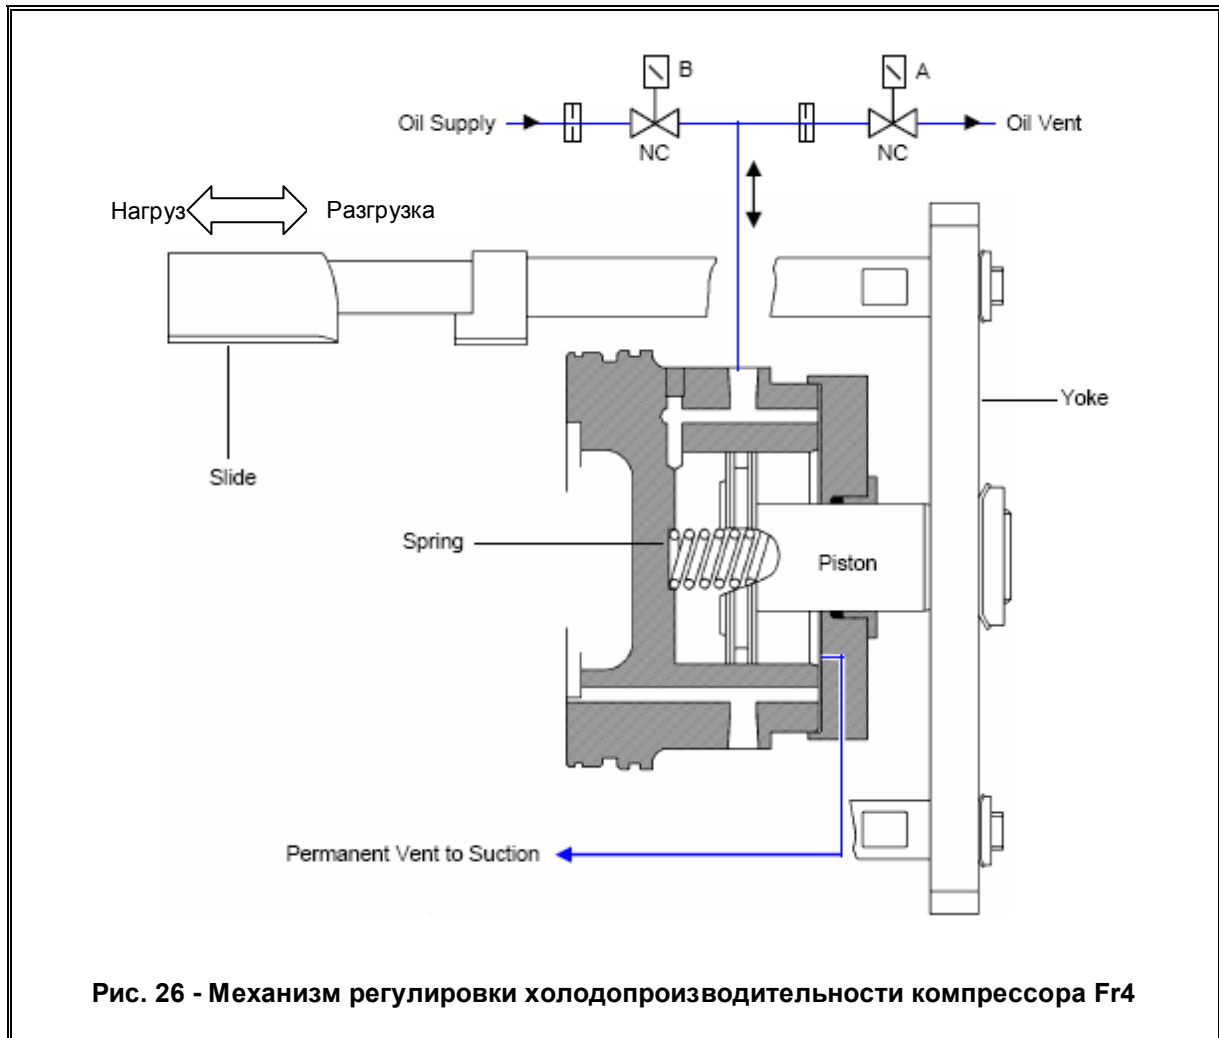 B
A
Oil Supply
Oil Vent
NC
NC
Нагруз
Разгрузка
Yoke
Slide
Spring
Piston
Permanent Vent to Suction
Рис. 26 - Механизм регулировки холодопроизводительности компрессора Fr4